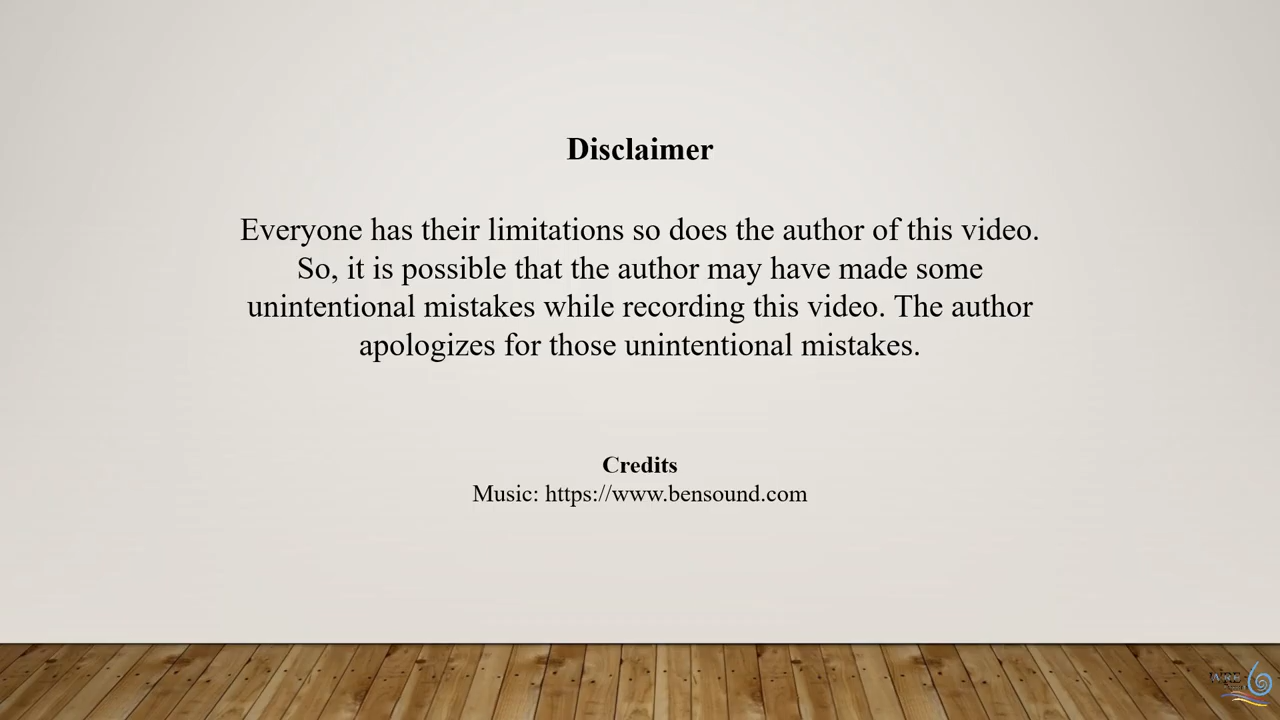 Disclaimer
Everyone has their limitations so does the author of this video.
So, it is possible that the author may have made some
unintentional mistakes while recording this video. The author
apologizes for those unintentional mistakes.
Credits
Music: https://www.bensound.com